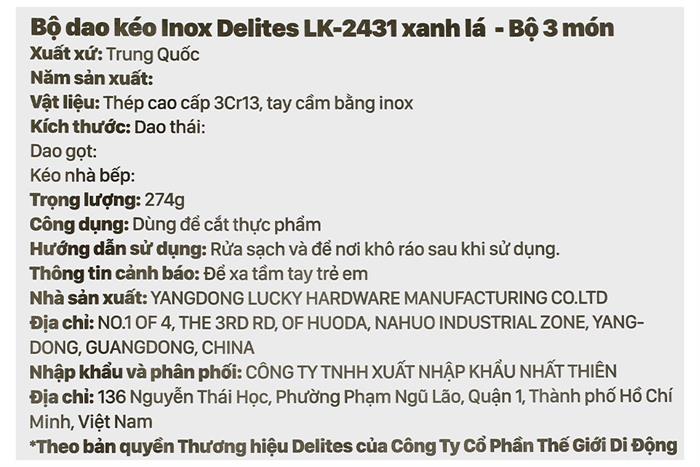 Bộ dao kéo Inox Delites LK-2431 xanh lá - Bộ 3 món
Xuất xứ: Trung Quốc
Năm sản xuất:
Vật liệu: Thép cao cấp 3Cr13, tay cầm bằng inox
Kích thước: Dao thái:
Dao gọt:
Kéo nhà bếp:
Trọng lượng: 274g
Công dụng: Dùng để cắt thực phẩm
Hướng dẫn sử dụng: Rửa sạch và để nơi khô ráo sau khi sử dụng.
Thông tin cảnh báo: Để xa tầm tay trẻ em
Nhà sản xuất: YANGDONG LUCKY HARDWARE MANUFACTURING CO.LTD
Địa chỉ: NO.1 OF 4, THE 3RD RD, OF HUODA, NAHUO INDUSTRIAL ZONE, YANG-
DONG, GUANGDONG, CHINA
Nhập khẩu và phân phối: CÔNG TY TNHH XUẤT NHẬP KHẨU NHẤT THIÊN
Địa chỉ: 136 Nguyễn Thái Học, Phường Phạm Ngũ Lão, Quận 1, Thành phố Hồ Chí
Minh, Việt Nam
*Theo bản quyền Thương hiệu Delites của Công Ty Cổ Phần Thế Giới Di Động